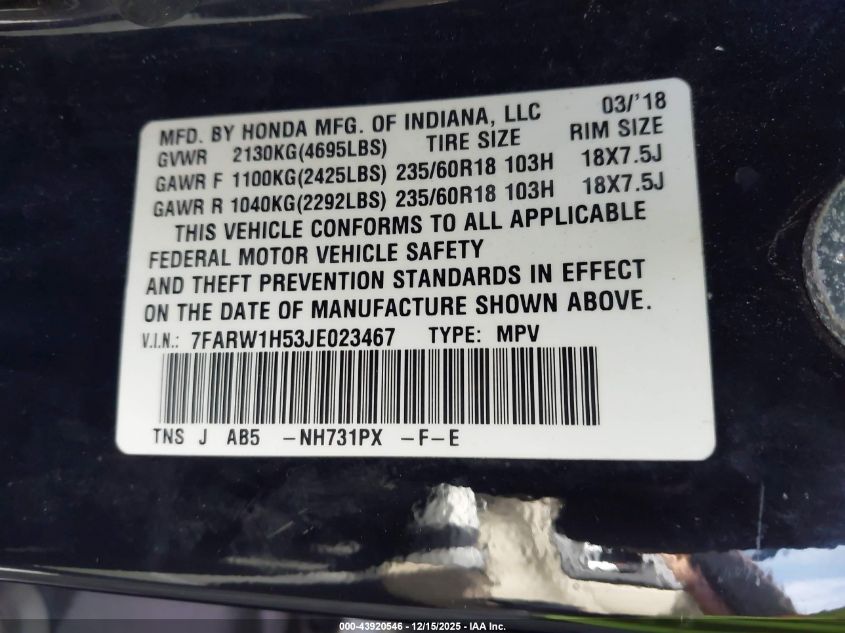 MFD. BY HONDA MFG. OF INDIANA, LLC 03/'18
GVWR 2130KG(4695LBS) TIRE SIZE RIM SIZE
GAWR F 1100KG(2425LBS) 235/60R18 103H 18X7.5J
GAWR R 1040KG(2292LBS) 235/60R18 103H 18X7.5J
THIS VEHICLE CONFORMS TO ALL APPLICABLE
FEDERAL MOTOR VEHICLE SAFETY
AND THEFT PREVENTION STANDARDS IN EFFECT
ON THE DATE OF MANUFACTURE SHOWN ABOVE.
V.I.N.: 7FARW1H53JE023467 TYPE: MPV
TNS J AB5 -NH731PX -F-E
000-43920546 - 12/15/2025 - IAA Inc.